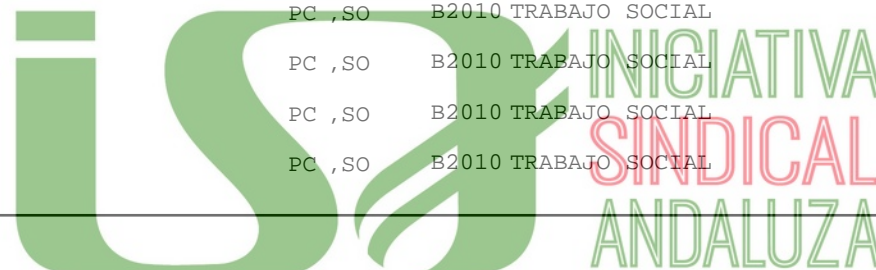 PC ,SO B2010 TRABAJO SOCIAL
PC ,SO B2010 TRABAJO SOCIAL
PC ,SO B2010 TRABAJO SOCIAL
PC ,SO B2010 TRABAJO SOCIAL
isa
INICIATIVA
SINDICAL
ANDALUZA